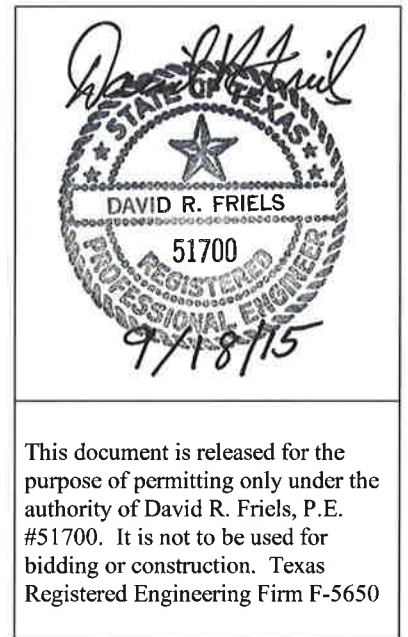 David R Friels
STATE OF TEXAS
DAVID R. FRIELS
51700
REGISTERED
PROFESSIONAL ENGINEER
9/18/15
This document is released for the
purpose of permitting only under the
authority of David R. Friels, P.E.
#51700.  It is not to be used for
bidding or construction.  Texas
Registered Engineering Firm F-5650